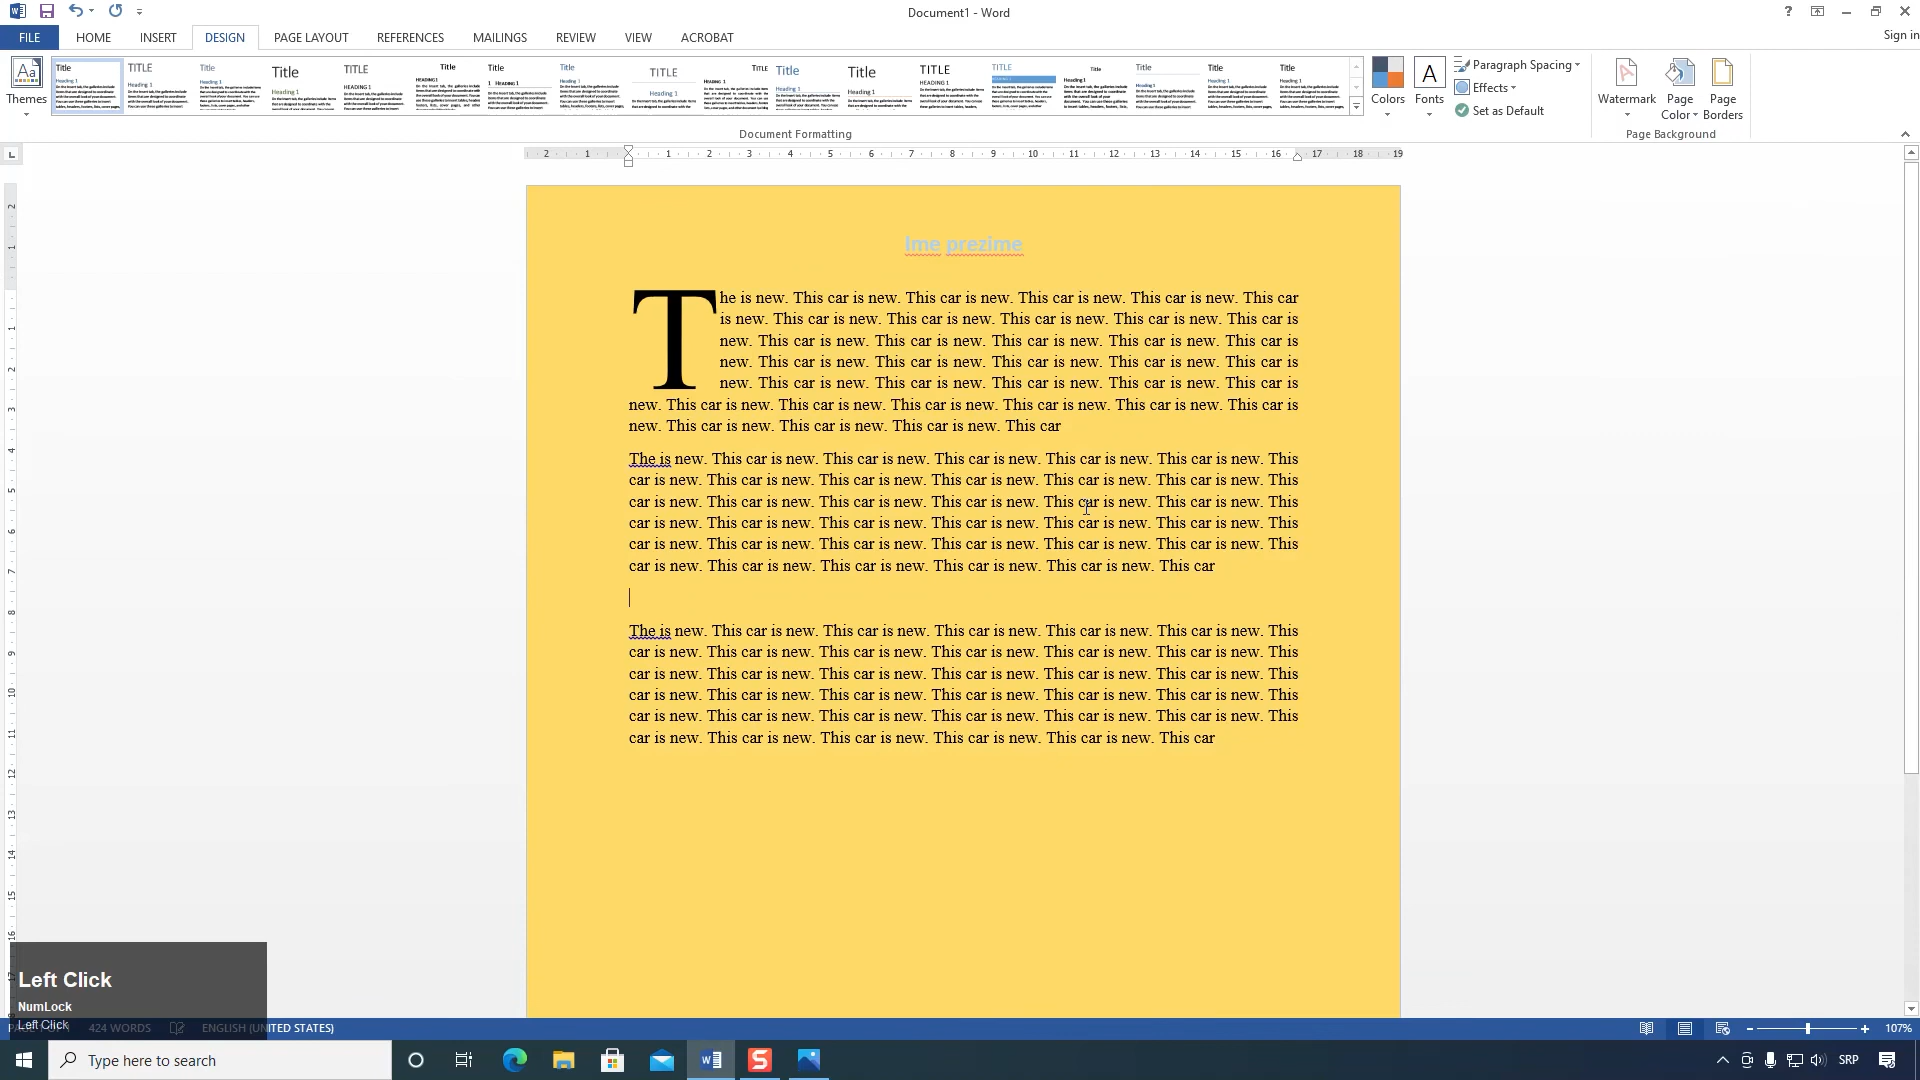 Document1 - Word
FILE HOME INSERT DESIGN PAGE LAYOUT REFERENCES MAILINGS REVIEW VIEW ACROBAT Sign in
Themes
Colors Fonts
Paragraph Spacing
Effects
Set as Default
Watermark Page Color Page Borders
Document Formatting Page Background
Ime prezime
The is new. This car is new. This car is new. This car is new. This car is new. This car
is new. This car is new. This car is new. This car is new. This car is new. This car is
new. This car is new. This car is new. This car is new. This car is new. This car is
new. This car is new. This car is new. This car is new. This car is new. This car is
new. This car is new. This car is new. This car is new. This car is new. This car is
new. This car is new. This car is new. This car is new. This car is new. This car is new. This car is
new. This car is new. This car is new. This car is new. This car
The is new. This car is new. This car is new. This car is new. This car is new. This car is new. This
car is new. This car is new. This car is new. This car is new. This car is new. This car is new. This
car is new. This car is new. This car is new. This car is new. This car is new. This car is new. This
car is new. This car is new. This car is new. This car is new. This car is new. This car is new. This
car is new. This car is new. This car is new. This car is new. This car is new. This car is new. This
car is new. This car is new. This car is new. This car is new. This car is new. This car
The is new. This car is new. This car is new. This car is new. This car is new. This car is new. This
car is new. This car is new. This car is new. This car is new. This car is new. This car is new. This
car is new. This car is new. This car is new. This car is new. This car is new. This car is new. This
car is new. This car is new. This car is new. This car is new. This car is new. This car is new. This
car is new. This car is new. This car is new. This car is new. This car is new. This car is new. This
car is new. This car is new. This car is new. This car is new. This car is new. This car
Left Click
NumLock
Left Click
424 WORDS ENGLISH (UNITED STATES) 107%
Type here to search SRP